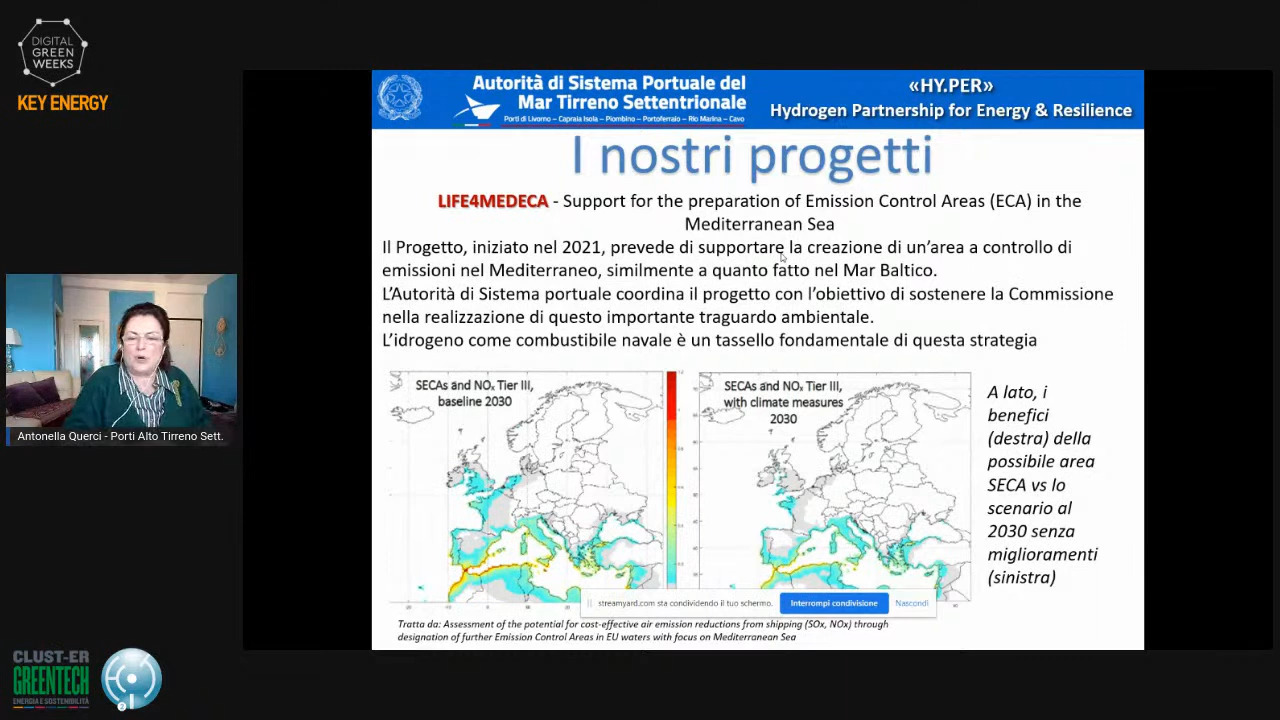 DIGITAL
GREEN
WEEKS
KEY ENERGY
Autorità di Sistema Portuale del
Mar Tirreno Settentrionale
Porti di Livorno – Capraia Isola – Piombino – Portoferraio – Rio Marina – Cavo
«HY.PER»
Hydrogen Partnership for Energy & Resilience
I nostri progetti
LIFE4MEDECA - Support for the preparation of Emission Control Areas (ECA) in the
Mediterranean Sea
Il Progetto, iniziato nel 2021, prevede di supportare la creazione di un'area a controllo di
emissioni nel Mediterraneo, similmente a quanto fatto nel Mar Baltico.
L'Autorità di Sistema portuale coordina il progetto con l'obiettivo di sostenere la Commissione
nella realizzazione di questo importante traguardo ambientale.
L'idrogeno come combustibile navale è un tassello fondamentale di questa strategia
SECAs and NOx Tier III,
baseline 2030
SECAs and NOx Tier III,
with climate measures
2030
A lato, i
benefici
(destra) della
possibile area
SECA vs lo
scenario al
2030 senza
miglioramenti
(sinistra)
streamyard.com sta condividendo il tuo schermo.
Interrompi condivisione
Nascondi
Tratta da: Assessment of the potential for cost-effective air emission reductions from shipping (SOx, NOx) through
designation of further Emission Control Areas in EU waters with focus on Mediterranean Sea
Antonella Querci - Porti Alto Tirreno Sett.
CLUST-ER
GREENTECH
ENERGIA E SOSTENIBILITÀ
2